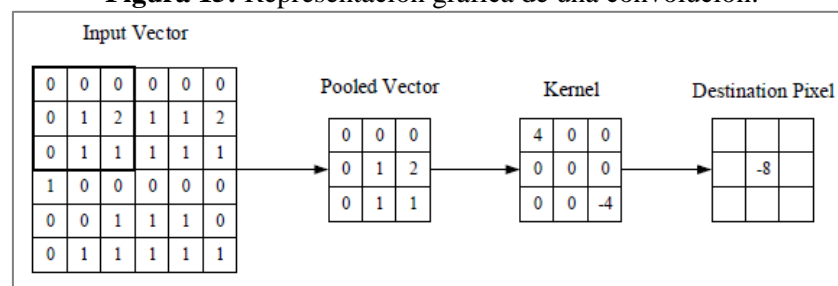 Figura 13. Representación gráfica de una convolución.
Input Vector
Pooled Vector
Kernel
Destination Pixel
0 0 0 0 0 0
0 1 2 1 1 2
0 1 1 1 1 1
1 0 0 0 0 0
0 0 1 1 1 0
0 1 1 1 1 1
0 0 0
0 1 2
0 1 1
4 0 0
0 0 0
0 0 -4
-8